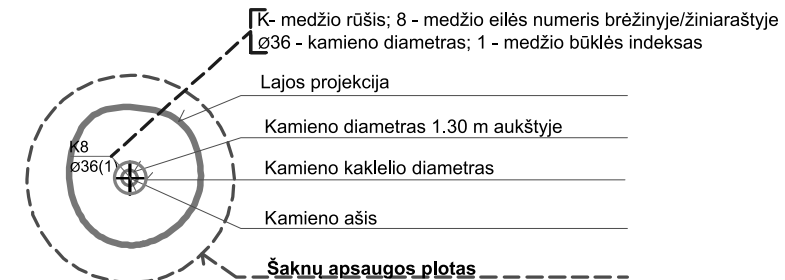 K- medžio rūšis; 8 - medžio eilės numeris brėžinyje/žiniaraštyje
ø36 - kamieno diametras; 1 - medžio būklės indeksas
Lajos projekcija
Kamieno diametras 1.30 m aukštyje
K8
ø36(1)
Kamieno kaklelio diametras
Kamieno ašis
Šaknų apsaugos plotas